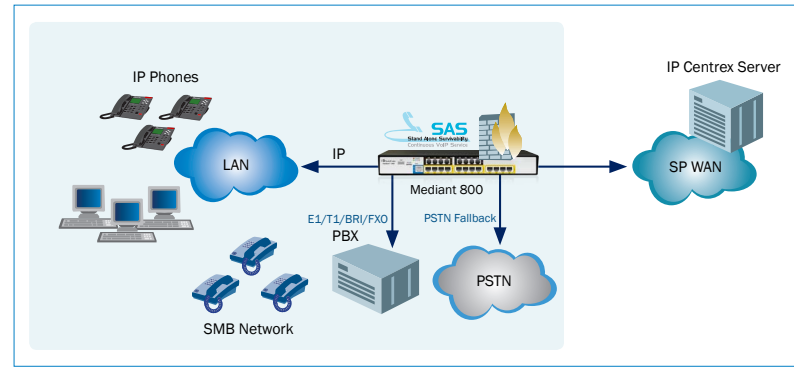 IP Phones
IP Centrex Server
SAS
Stand Alone Survivability
Continuous VoIP Service
LAN
IP
SP WAN
Mediant 800
E1/T1/BRI/FXO
PSTN Fallback
PBX
PSTN
SMB Network